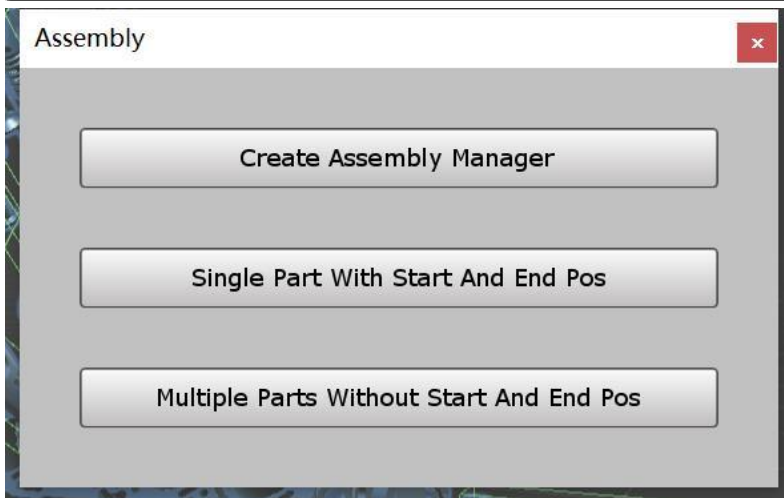 Assembly
x
Create Assembly Manager
Single Part With Start And End Pos
Multiple Parts Without Start And End Pos